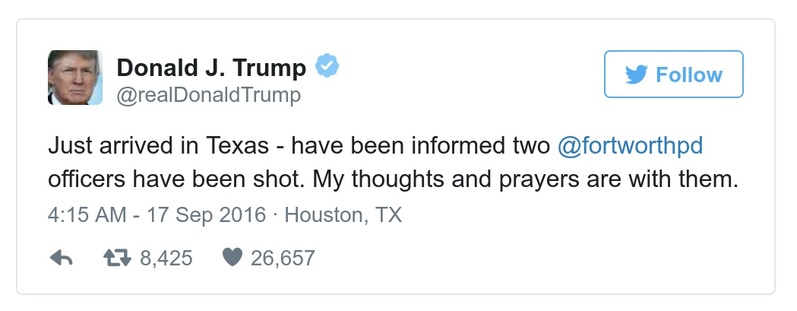 Donald J. Trump
Follow
@realDonaldTrump
Just arrived in Texas - have been informed two @fortworthpd
officers have been shot. My thoughts and prayers are with them.
4:15 AM - 17 Sep 2016 · Houston, TX
8,425 26,657